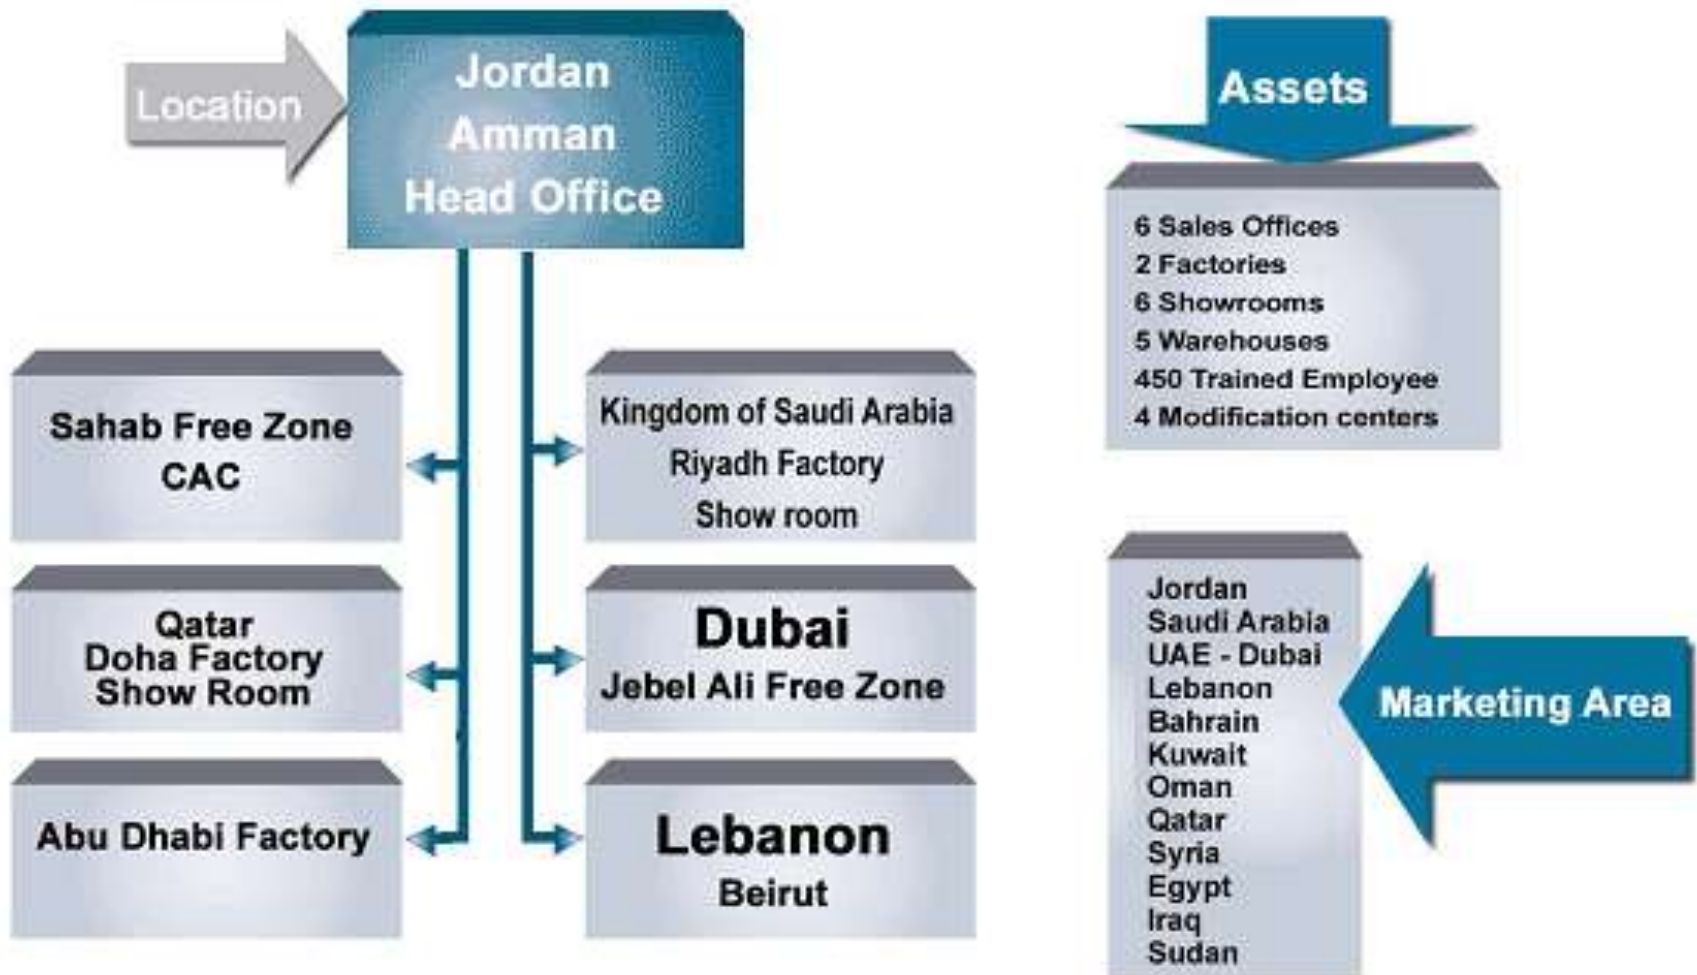 Location
Jordan
Amman
Head Office
Sahab Free Zone
CAC
Kingdom of Saudi Arabia
Riyadh Factory
Show room
Qatar
Doha Factory
Show Room
Dubai
Jebel Ali Free Zone
Abu Dhabi Factory
Lebanon
Beirut
Assets
6 Sales Offices
2 Factories
6 Showrooms
5 Warehouses
450 Trained Employee
4 Modification centers
Marketing Area
Jordan
Saudi Arabia
UAE - Dubai
Lebanon
Bahrain
Kuwait
Oman
Qatar
Syria
Egypt
Iraq
Sudan